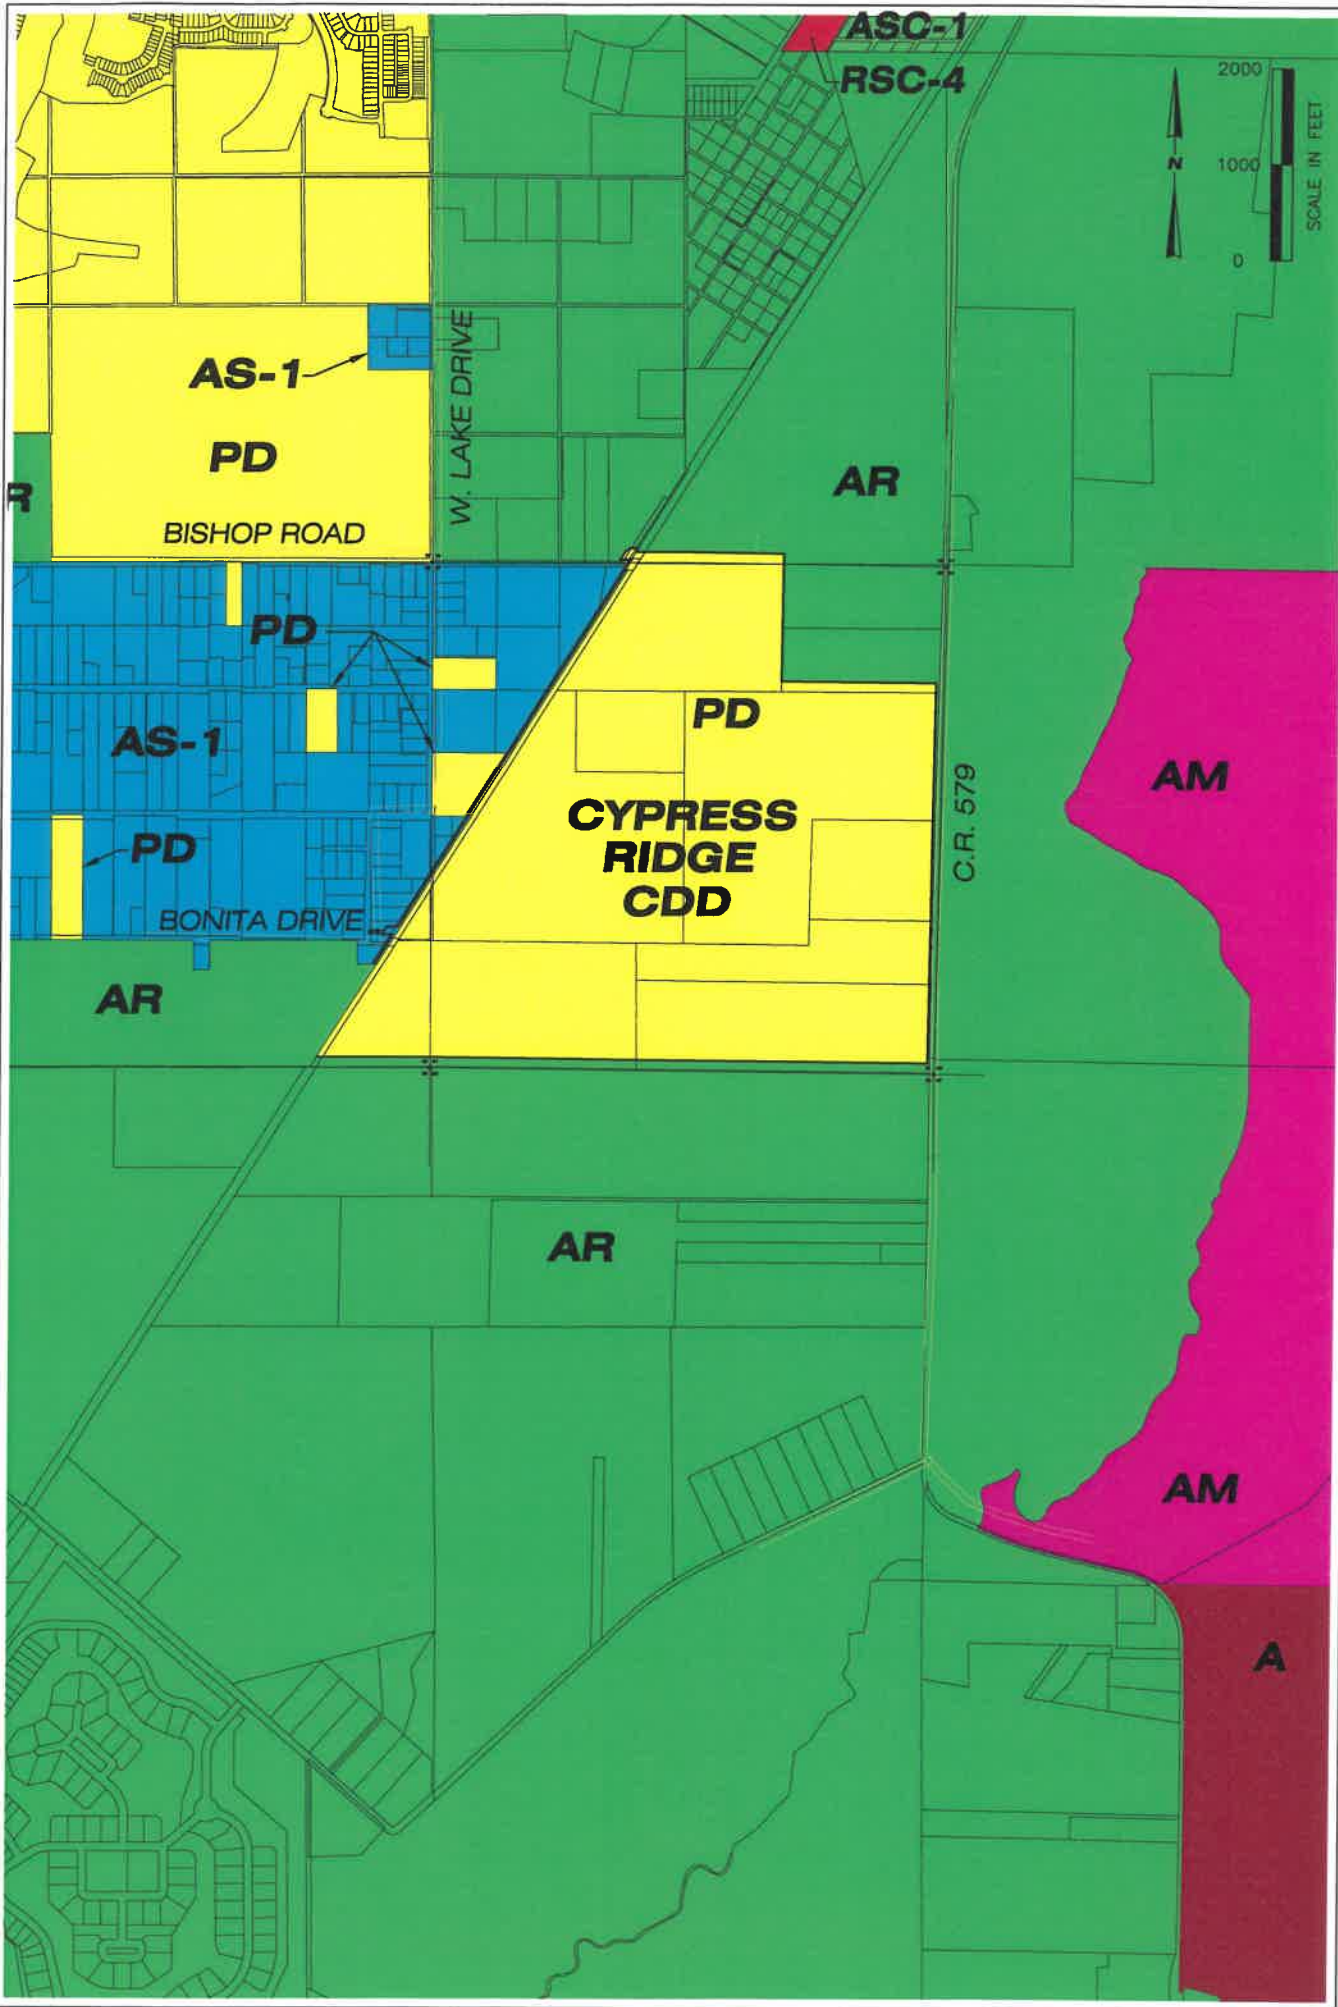 ASC-1
RSC-4
2000
1000
0
SCALE IN FEET
N
AS-1
W. LAKE DRIVE
PD
AR
R
BISHOP ROAD
PD
PD
AM
AS-1
CYPRESS
RIDGE
CDD
C.R. 579
PD
BONITA DRIVE
AR
AR
AM
A